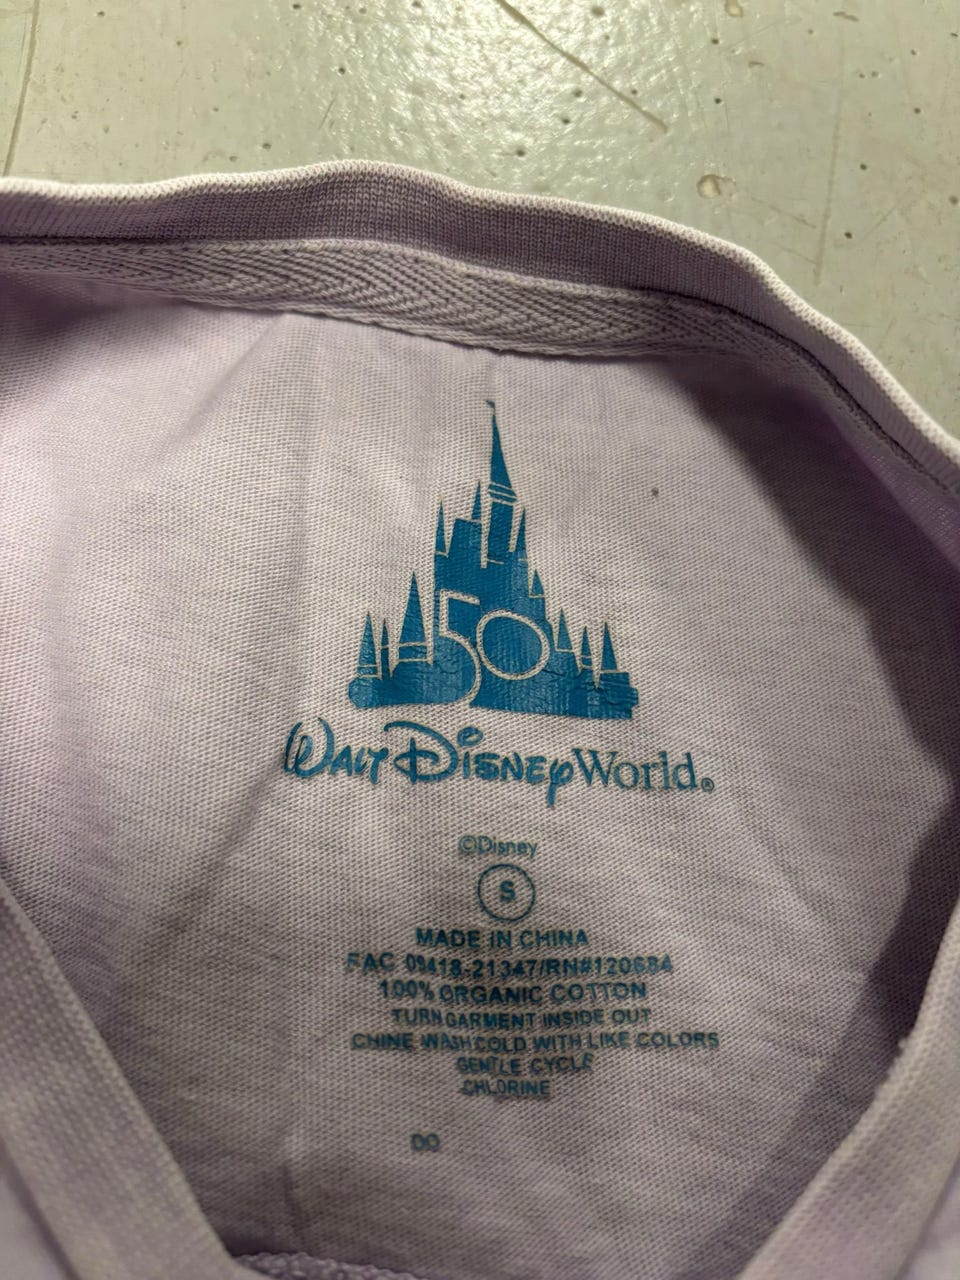 50
WALT DISNEY World®
©Disney
S
MADE IN CHINA
FAC 09418-21347/RN#120684
100% ORGANIC COTTON
TURN GARMENT INSIDE OUT
CHINE WASH COLD WITH LIKE COLORS
GENTLE CYCLE
CHLORINE